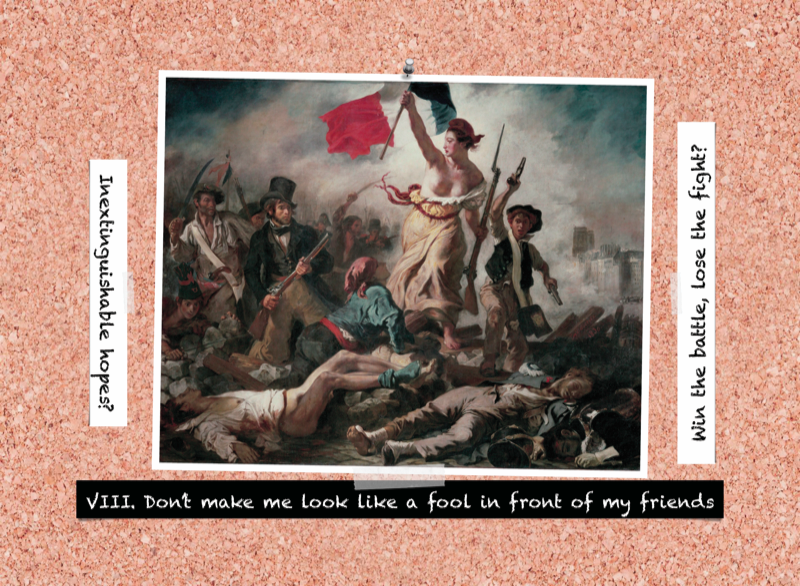 Inextinguishable hopes?
Win the battle, lose the fight?
VIII. Don't make me look like a fool in front of my friends